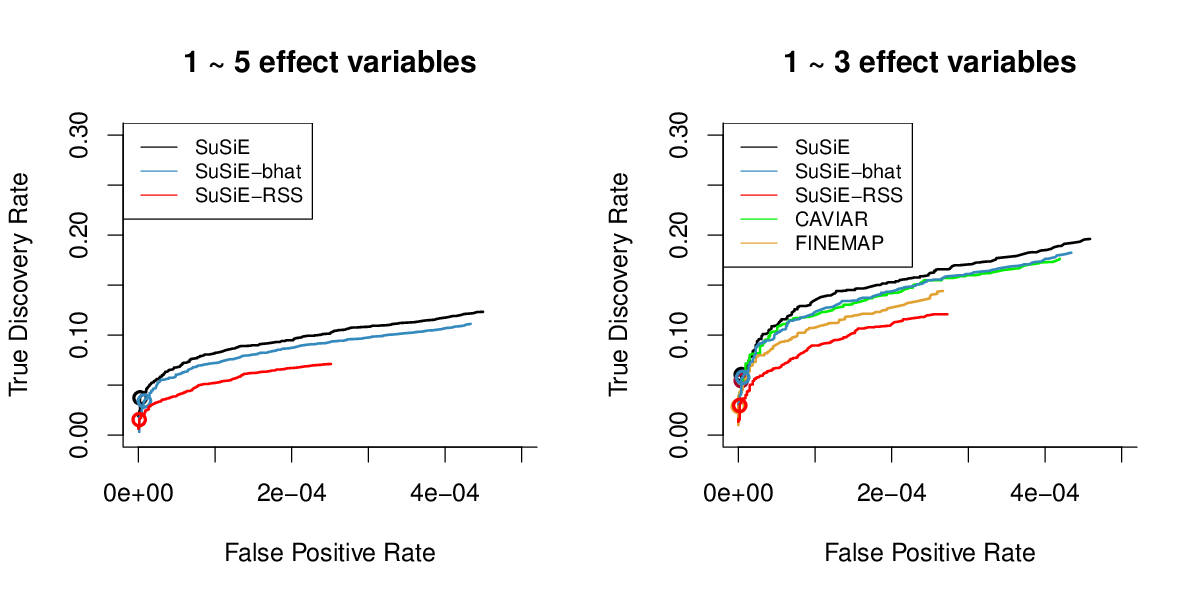 1 ~ 5 effect variables
True Discovery Rate
0.30
0.20
0.10
0.00
SuSiE
SuSiE−bhat
SuSiE−RSS
0e+00
2e−04
4e−04
False Positive Rate
1 ~ 3 effect variables
True Discovery Rate
0.30
0.20
0.10
0.00
SuSiE
SuSiE−bhat
SuSiE−RSS
CAVIAR
FINEMAP
0e+00
2e−04
4e−04
False Positive Rate